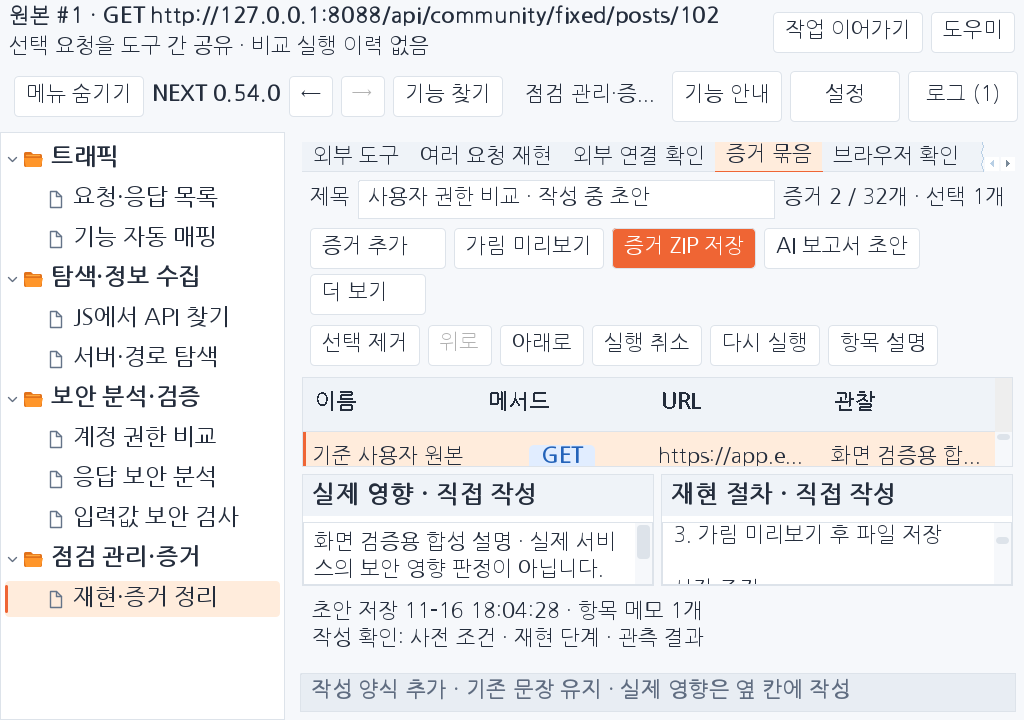 원본 #1 · GET http://127.0.0.1:8088/api/community/fixed/posts/102
선택 요청을 도구 간 공유 · 비교 실행 이력 없음
작업 이어가기 도우미
메뉴 숨기기 NEXT 0.54.0 ← → 기능 찾기 점검 관리·증... 기능 안내 설정 로그 (1)
트래픽
요청·응답 목록
기능 자동 매핑
탐색·정보 수집
JS에서 API 찾기
서버·경로 탐색
보안 분석·검증
계정 권한 비교
응답 보안 분석
입력값 보안 검사
점검 관리·증거
재현·증거 정리
외부 도구 여러 요청 재현 외부 연결 확인 증거 묶음 브라우저 확인
제목 사용자 권한 비교 · 작성 중 초안 증거 2 / 32개 · 선택 1개
증거 추가 가림 미리보기 증거 ZIP 저장 AI 보고서 초안
더 보기
선택 제거 위로 아래로 실행 취소 다시 실행 항목 설명
이름 메서드 URL 관찰
기준 사용자 원본 GET https://app.e... 화면 검증용 합...
실제 영향 · 직접 작성
화면 검증용 합성 설명 · 실제 서비
스의 보안 영향 판정이 아닙니다.
재현 절차 · 직접 작성
3. 가림 미리보기 후 파일 저장
초안 저장 11-16 18:04:28 · 항목 메모 1개
작성 확인: 사전 조건 · 재현 단계 · 관측 결과
작성 양식 추가 · 기존 문장 유지 · 실제 영향은 옆 칸에 작성